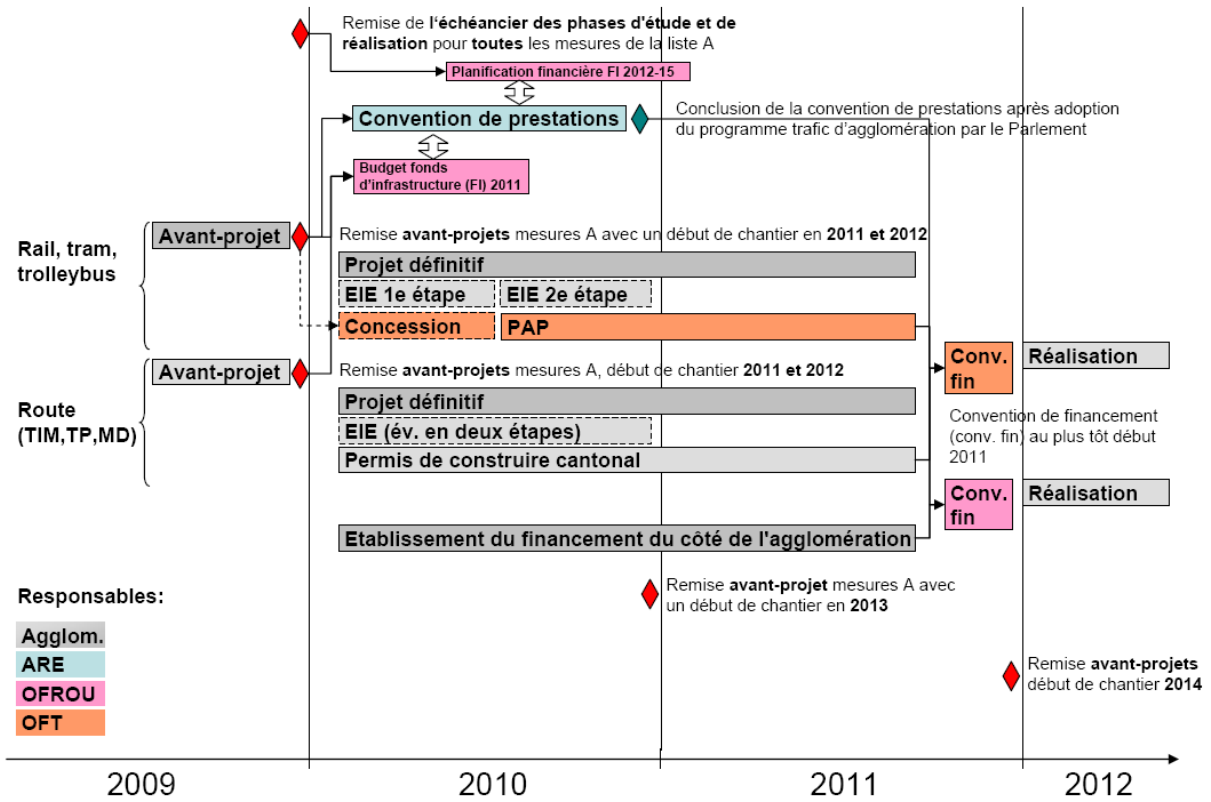 Remise de l'échéancier des phases d'étude et de
réalisation pour toutes les mesures de la liste A
Planification financière FI 2012-15
Convention de prestations
Conclusion de la convention de prestations après adoption
du programme trafic d'agglomération par le Parlement
Budget fonds
d'infrastructure (FI) 2011
Rail, tram,
trolleybus
Avant-projet
Remise avant-projets mesures A avec un début de chantier en 2011 et 2012
Projet définitif
EIE 1e étape
EIE 2e étape
Concession
PAP
Route
(TIM,TP,MD)
Avant-projet
Remise avant-projets mesures A, début de chantier 2011 et 2012
Projet définitif
EIE (év. en deux étapes)
Permis de construire cantonal
Conv.
fin
Réalisation
Convention de financement
(conv. fin) au plus tôt début
2011
Conv.
fin
Réalisation
Etablissement du financement du côté de l'agglomération
Remise avant-projet mesures A avec
un début de chantier en 2013
Remise avant-projets
début de chantier 2014
Responsables:
Agglom.
ARE
OFROU
OFT
2009
2010
2011
2012